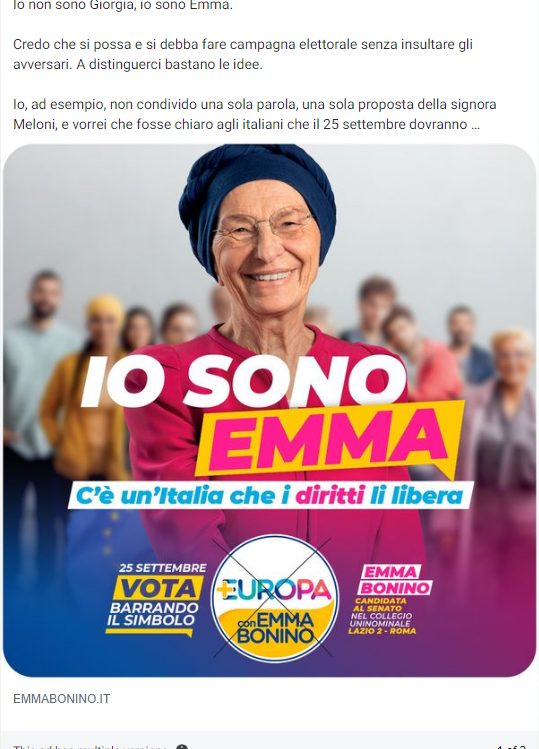 Io non sono Giorgia, io sono Emma.
Credo che si possa e si debba fare campagna elettorale senza insultare gli
avversari. A distinguerci bastano le idee.
Io, ad esempio, non condivido una sola parola, una sola proposta della signora
Meloni, e vorrei che fosse chiaro agli italiani che il 25 settembre dovranno ...
IO SONO
EMMA
C'è un'Italia che i diritti li libera
25 SETTEMBRE
VOTA
BARRANDO
IL SIMBOLO
+EUROPA
con EMMA
BONINO
EMMA
BONINO
CANDIDATA
AL SENATO
NEL COLLEGIO
UNINOMINALE
LAZIO 2 - ROMA
EMMABONINO.IT
This ad has multiple versions
1 of 2